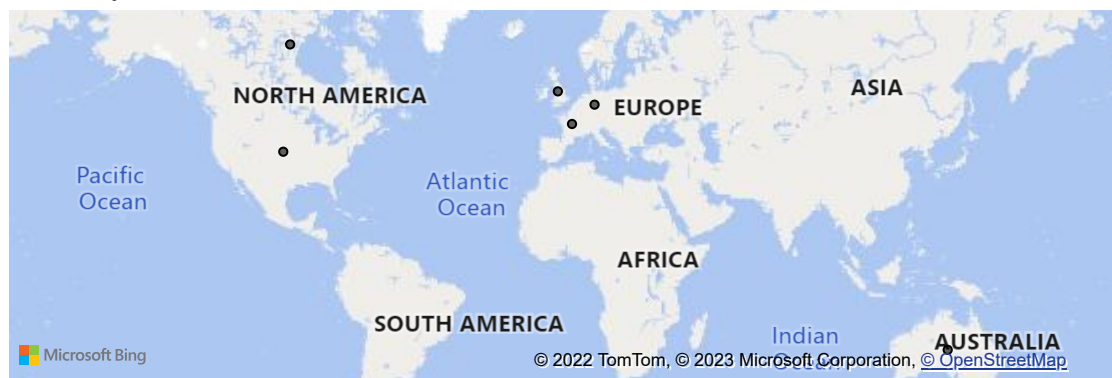 NORTH AMERICA
ASIA
EUROPE
Pacific
Ocean
Atlantic
Ocean
AFRICA
SOUTH AMERICA
Indian
Ocean
AUSTRALIA
Microsoft Bing
© 2022 TomTom, © 2023 Microsoft Corporation, © OpenStreetMap